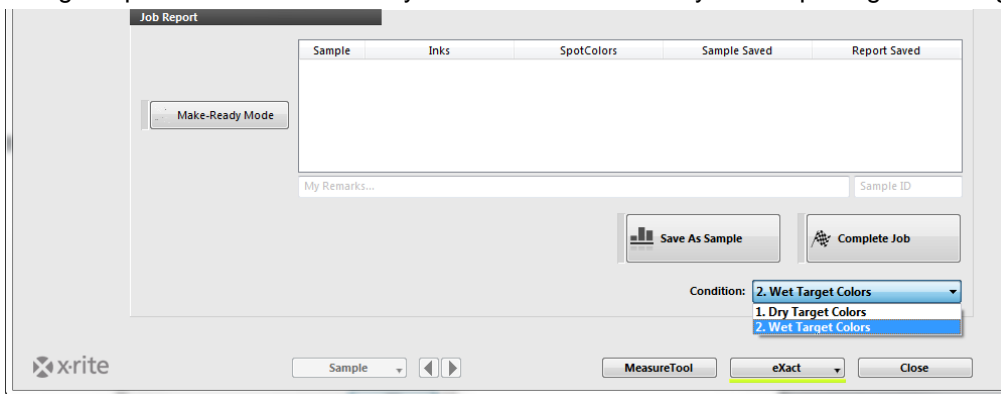 Job Report
Sample Inks SpotColors Sample Saved Report Saved
Make-Ready Mode
My Remarks... Sample ID
Save As Sample Complete Job
Condition: 2. Wet Target Colors
1. Dry Target Colors
2. Wet Target Colors
x·rite Sample MeasureTool eXact Close